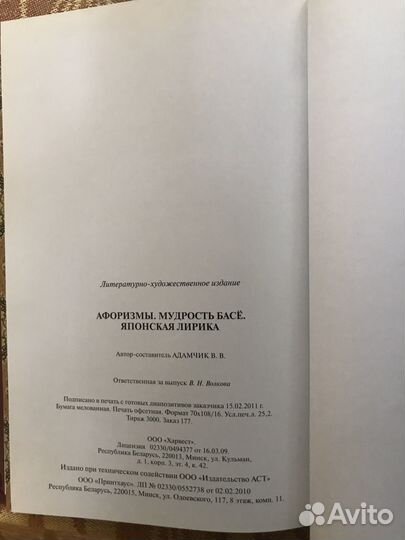 Литературно-художественное издание
АФОРИЗМЫ. МУДРОСТЬ БАСЁ.
ЯПОНСКАЯ ЛИРИКА
Автор-составитель АДАМЧИК В. В.
Ответственная за выпуск В. Н. Волкова
Подписано в печать с готовых диапозитивов заказчика 15.02.2011 г.
Бумага мелованная. Печать офсетная. Формат 70х108/16. Усл.печ.л. 25,2.
Тираж 3000. Заказ 177.
ООО «Харвест».
Лицензия 02330/0494377 от 16.03.09.
Республика Беларусь, 220013, Минск, ул. Кульман,
д. 1, корп. 3, эт. 4, к. 42.
Издано при техническом содействии ООО «Издательство АСТ»
ООО «Принтхаус». ЛП № 02330/0552738 от 02.02.2010
Республика Беларусь, 220015, Минск, ул. Одоевского, 117, 8 этаж, комп. 11.
Avito